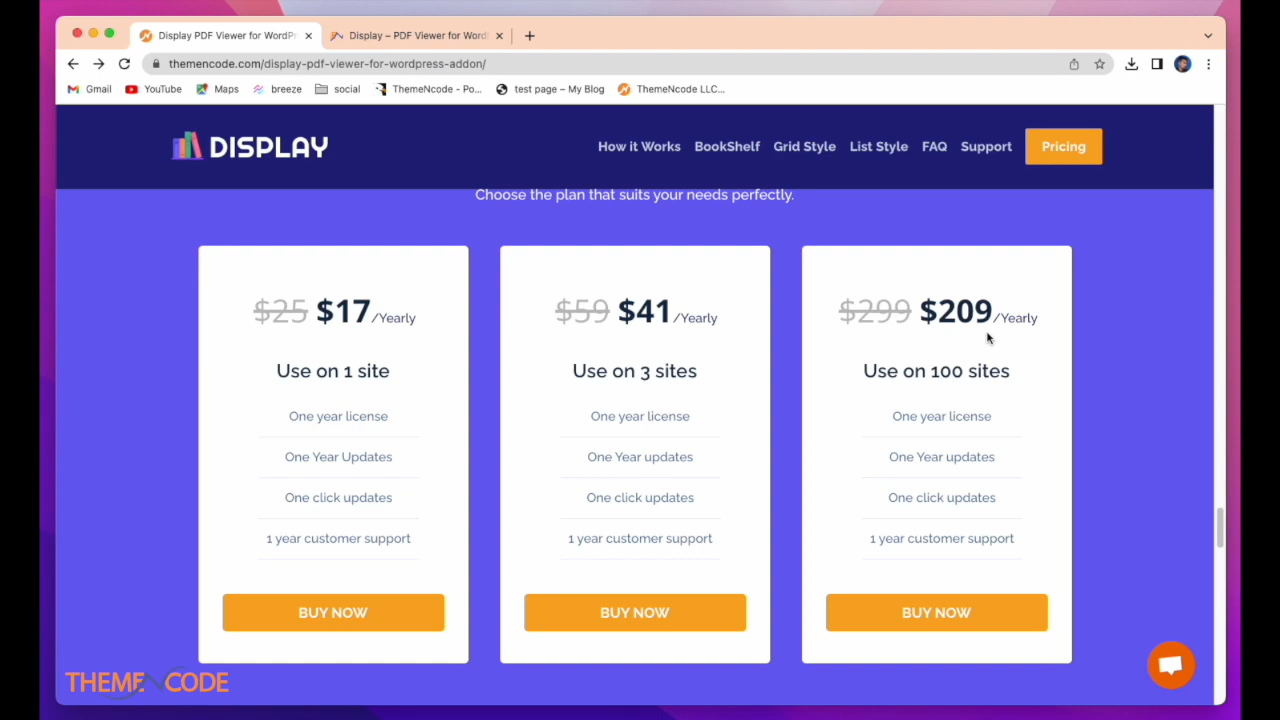 Display PDF Viewer for WordPr
Display – PDF Viewer for Word
themencode.com/display-pdf-viewer-for-wordpress-addon/
Gmail
YouTube
Maps
breeze
social
ThemeNcode - Po...
test page – My Blog
ThemeNcode LLC...
DISPLAY
How it Works
BookShelf
Grid Style
List Style
FAQ
Support
Pricing
Choose the plan that suits your needs perfectly.
$25 $17/Yearly
Use on 1 site
One year license
One Year Updates
One click updates
1 year customer support
BUY NOW
$59 $41/Yearly
Use on 3 sites
One year license
One Year updates
One click updates
1 year customer support
BUY NOW
$299 $209/Yearly
Use on 100 sites
One year license
One Year updates
One click updates
1 year customer support
BUY NOW
THEMENCODE